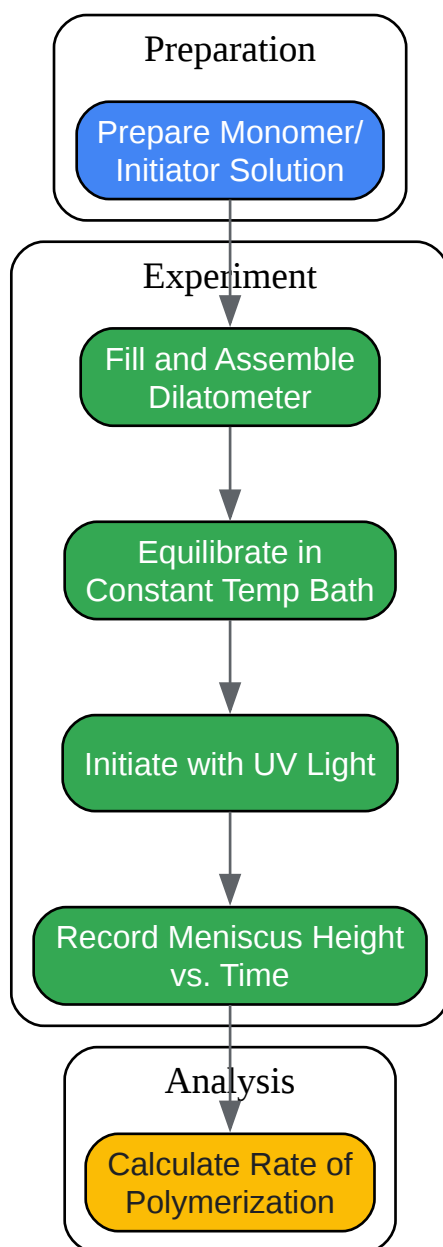 Preparation
Prepare Monomer/
Initiator Solution
Experiment
Fill and Assemble
Dilatometer
Equilibrate in
Constant Temp Bath
Initiate with UV Light
Record Meniscus Height
vs. Time
Analysis
Calculate Rate of
Polymerization